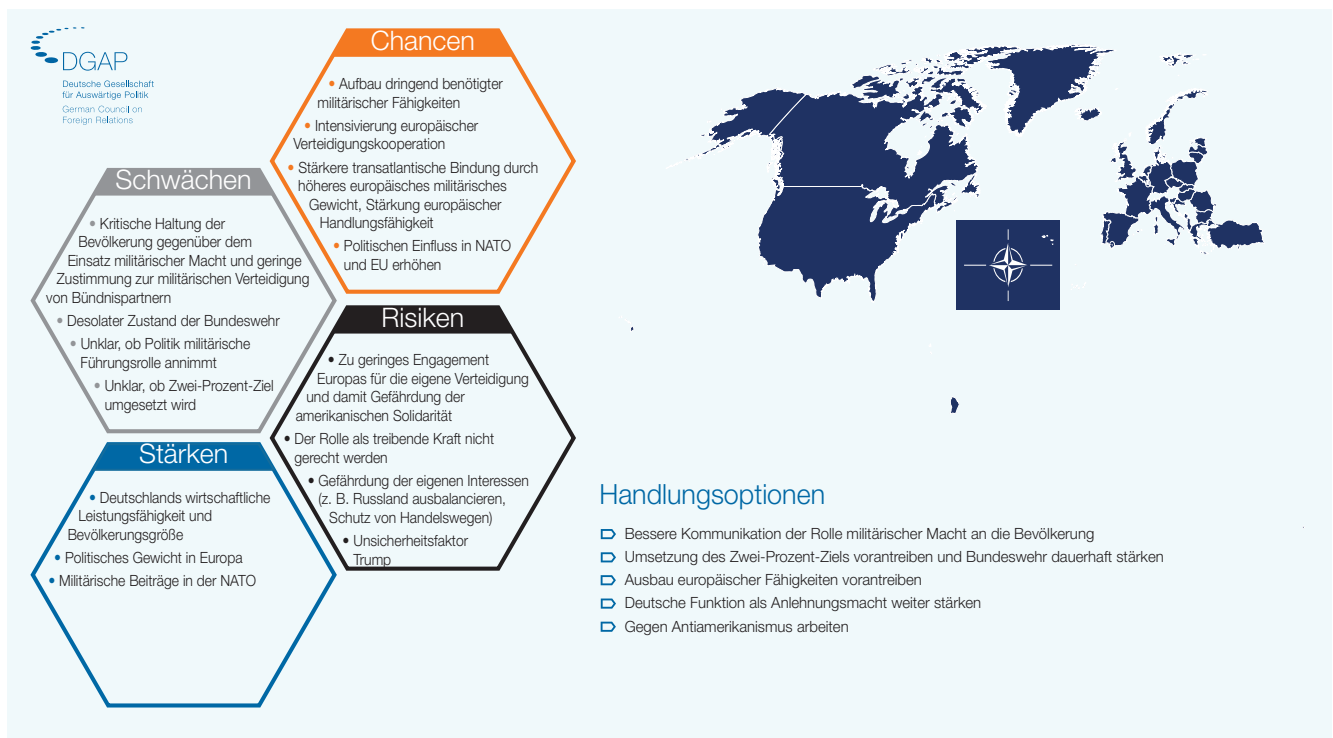 DGAP
Deutsche Gesellschaft
für Auswärtige Politik
German Council on
Foreign Relations
Chancen
• Aufbau dringend benötigter
militärischer Fähigkeiten
• Intensivierung europäischer
Verteidigungskooperation
• Stärkere transatlantische Bindung durch
höheres europäisches militärisches
Gewicht, Stärkung europäischer
Handlungsfähigkeit
• Politischen Einfluss in NATO
und EU erhöhen
Schwächen
• Kritische Haltung der
Bevölkerung gegenüber dem
Einsatz militärischer Macht und geringe
Zustimmung zur militärischen Verteidigung
von Bündnispartnern
• Desolater Zustand der Bundeswehr
• Unklar, ob Politik militärische
Führungsrolle annimmt
• Unklar, ob Zwei-Prozent-Ziel
umgesetzt wird
Risiken
• Zu geringes Engagement
Europas für die eigene Verteidigung
und damit Gefährdung der
amerikanischen Solidarität
• Der Rolle als treibende Kraft nicht
gerecht werden
• Gefährdung der eigenen Interessen
(z. B. Russland ausbalancieren,
Schutz von Handelswegen)
• Unsicherheitsfaktor
Trump
Stärken
• Deutschlands wirtschaftliche
Leistungsfähigkeit und
Bevölkerungsgröße
• Politisches Gewicht in Europa
• Militärische Beiträge in der NATO
Handlungsoptionen
Bessere Kommunikation der Rolle militärischer Macht an die Bevölkerung
Umsetzung des Zwei-Prozent-Ziels vorantreiben und Bundeswehr dauerhaft stärken
Ausbau europäischer Fähigkeiten vorantreiben
Deutsche Funktion als Anlehnungsmacht weiter stärken
Gegen Antiamerikanismus arbeiten